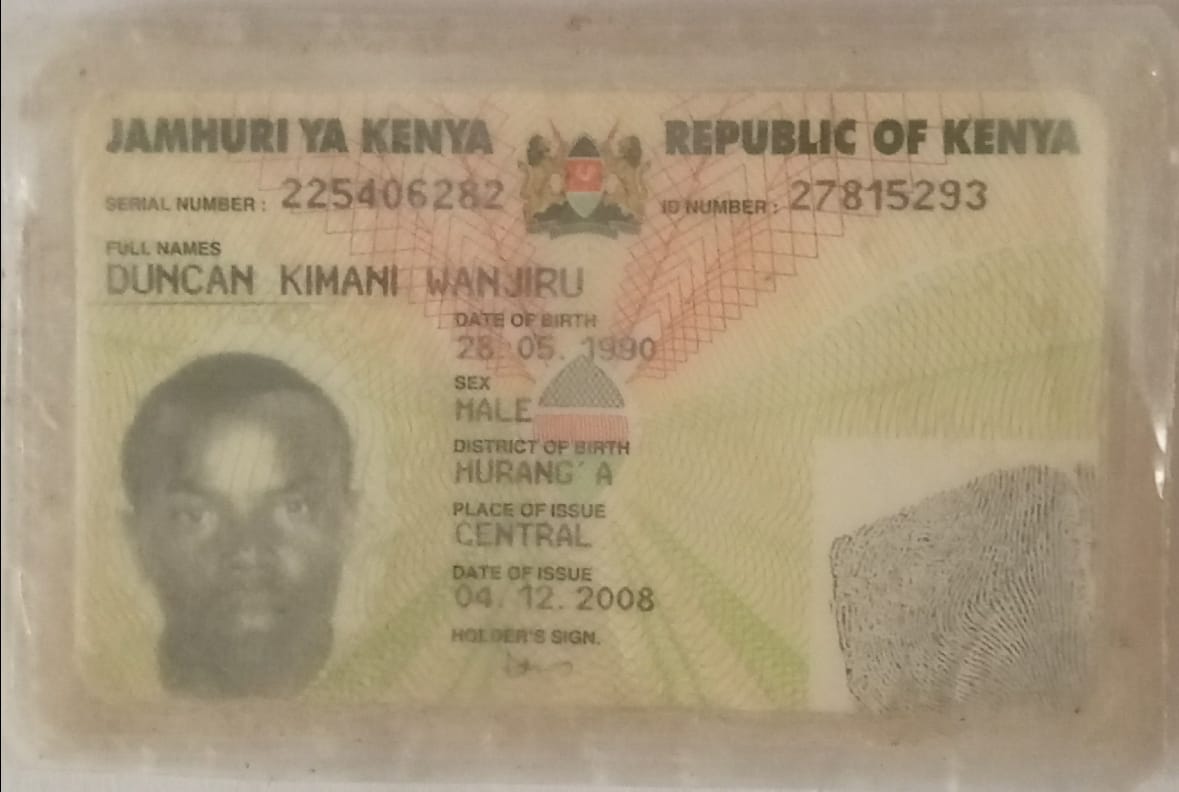 JAMHURI YA KENYA REPUBLIC OF KENYA
SERIAL NUMBER: 225406282 ID NUMBER: 27815293
FULL NAMES
DUNCAN KIMANI WANJIRU
DATE OF BIRTH
28. 05. 1990
SEX
MALE
DISTRICT OF BIRTH
MURANG'A
PLACE OF ISSUE
CENTRAL
DATE OF ISSUE
04. 12. 2008
HOLDER'S SIGN.